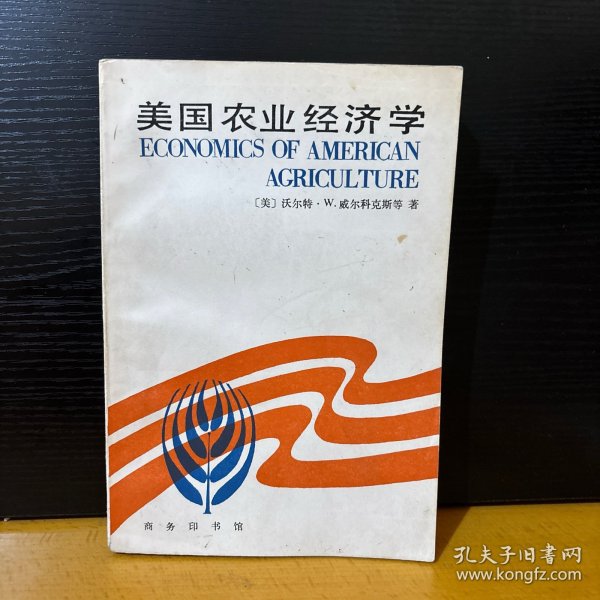 美国农业经济学
ECONOMICS OF AMERICAN
AGRICULTURE
〔美〕沃尔特·W.威尔科克斯等 著
商务印书馆
孔夫子旧书网
www.kongfz.com